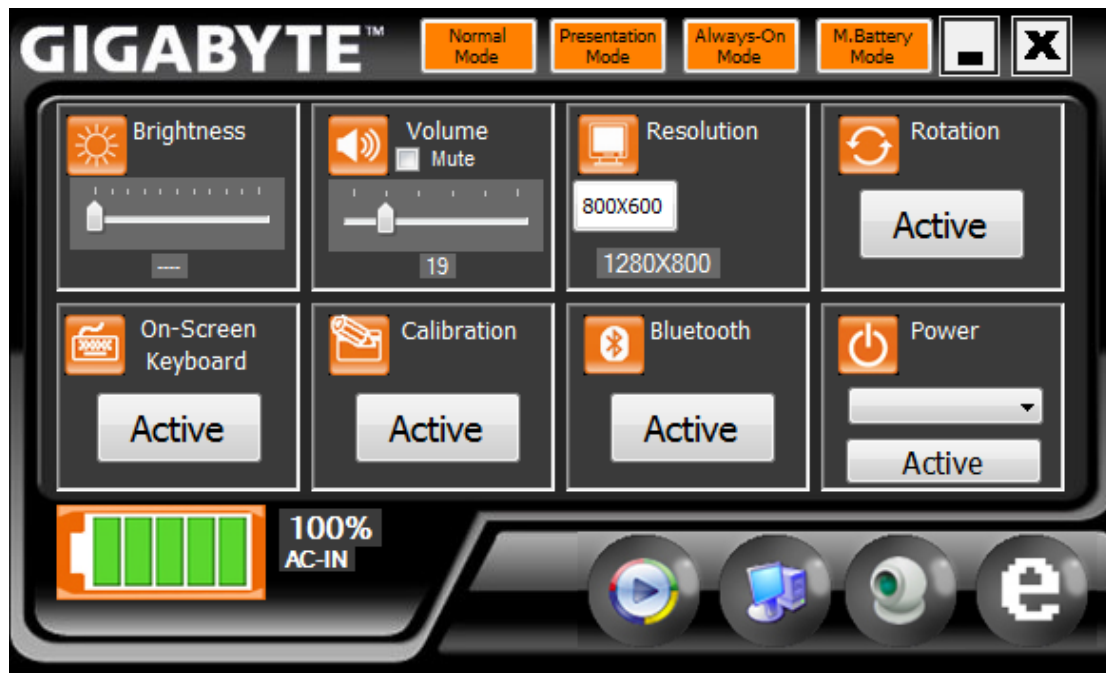 GIGABYTE™
Normal
Mode
Presentation
Mode
Always-On
Mode
M.Battery
Mode
Brightness
----
Volume
Mute
19
Resolution
800X600
1280X800
Rotation
Active
On-Screen
Keyboard
Active
Calibration
Active
Bluetooth
Active
Power
Active
100%
AC-IN
e